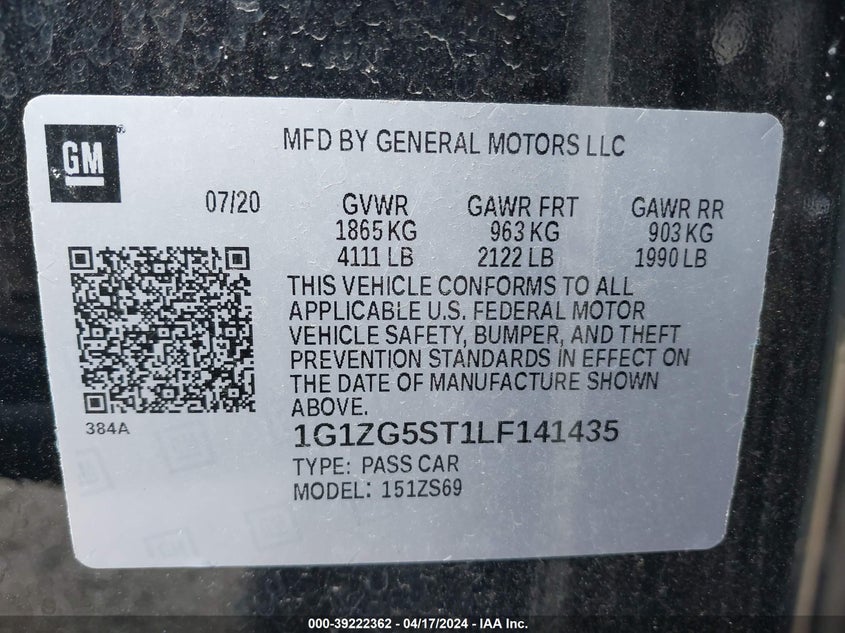 GM
MFD BY GENERAL MOTORS LLC
07/20
GVWR GAWR FRT GAWR RR
1865 KG 963 KG 903 KG
4111 LB 2122 LB 1990 LB
THIS VEHICLE CONFORMS TO ALL
APPLICABLE U.S. FEDERAL MOTOR
VEHICLE SAFETY, BUMPER, AND THEFT
PREVENTION STANDARDS IN EFFECT ON
THE DATE OF MANUFACTURE SHOWN
ABOVE.
384A
1G1ZG5ST1LF141435
TYPE: PASS CAR
MODEL: 151ZS69
000-39222362 - 04/17/2024 - IAA Inc.